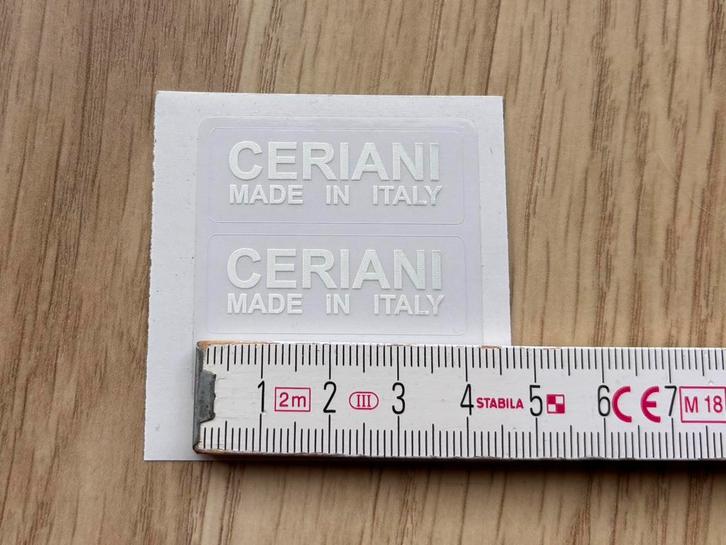 CERIANI
MADE IN ITALY
CERIANI
MADE IN ITALY
1 2m 2 III 3 4 STABILA 5 6 CE 7 M 18